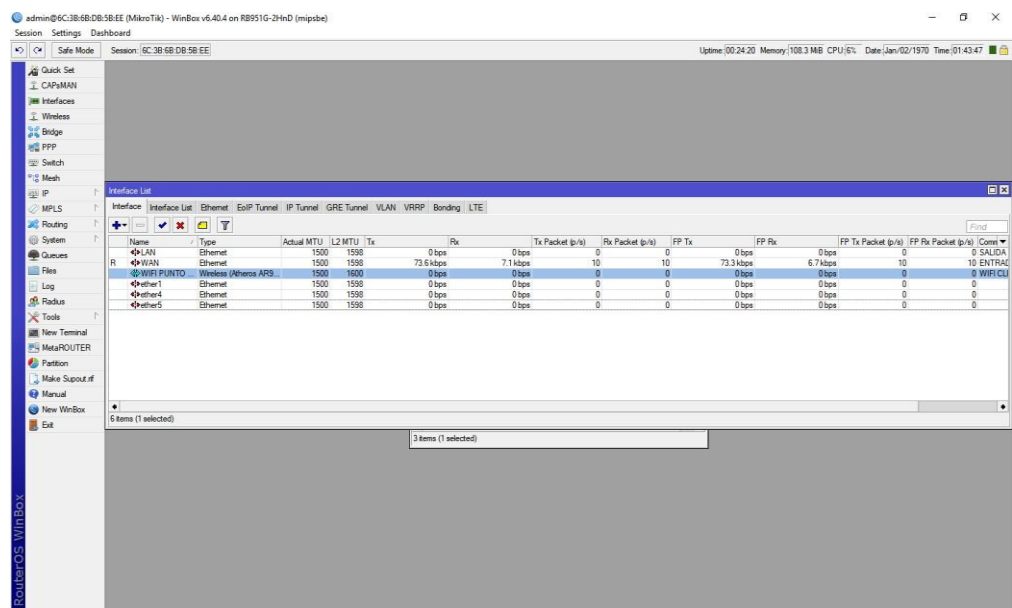 admin@6C:3B:6B:DB:5B:EE (MikroTik) - WinBox v6.40.4 on RB951G-2HnD (mipsbe)
Session Settings Dashboard
Safe Mode Session: 6C:3B:6B:DB:5B:EE Uptime: 00:24:20 Memory: 108.3 MiB CPU: 6% Date: Jan/02/1970 Time: 01:43:47
Quick Set
CAPsMAN
Interfaces
Wireless
Bridge
PPP
Switch
Mesh
IP
MPLS
Routing
System
Queues
Files
Log
Radius
Tools
New Terminal
MetaROUTER
Partition
Make Supout.rif
Manual
New WinBox
Exit
RouterOS WinBox
Interface List
Interface Interface List Ethernet EoIP Tunnel IP Tunnel GRE Tunnel VLAN VRRP Bonding LTE
Find
Name Type Actual MTU L2 MTU Tx Rx Tx Packet (p/s) Rx Packet (p/s) FP Tx FP Rx FP Tx Packet (p/s) FP Rx Packet (p/s) Comm
LAN Ethernet 1500 1598 0 bps 0 bps 0 0 0 bps 0 bps 0 0 SALIDA
R WAN Ethernet 1500 1598 73.6 kbps 7.1 kbps 10 10 73.3 kbps 6.7 kbps 10 10 ENTRAD
WIFI PUNTO ... Wireless (Atheros AR9... 1500 1600 0 bps 0 bps 0 0 0 bps 0 bps 0 0 WIFI CLI
ether1 Ethernet 1500 1598 0 bps 0 bps 0 0 0 bps 0 bps 0 0
ether4 Ethernet 1500 1598 0 bps 0 bps 0 0 0 bps 0 bps 0 0
ether5 Ethernet 1500 1598 0 bps 0 bps 0 0 0 bps 0 bps 0 0
6 items (1 selected)
3 items (1 selected)